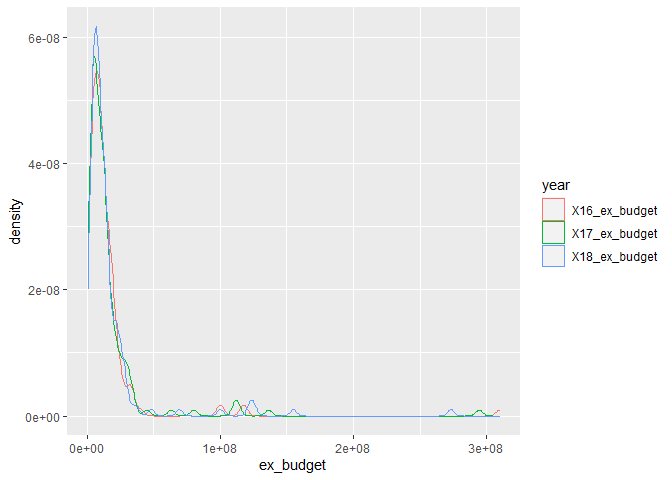 6e-08
4e-08
2e-08
0e+00
density
0e+00 1e+08 2e+08 3e+08
ex_budget
year
X16_ex_budget
X17_ex_budget
X18_ex_budget